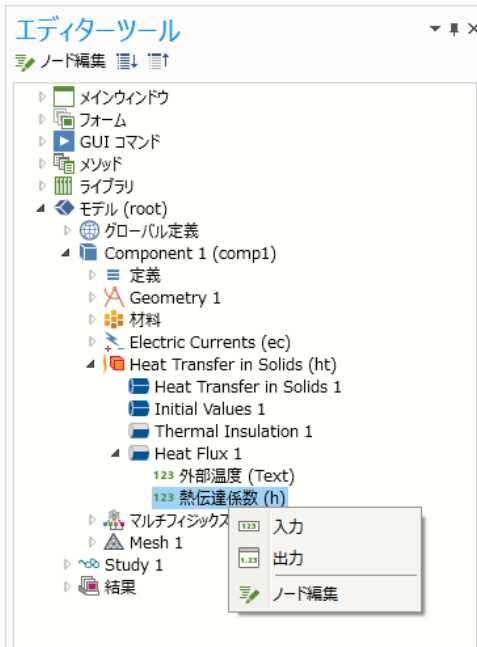 エディターツール
ノード編集
メインウィンドウ
フォーム
GUI コマンド
メソッド
ライブラリ
モデル (root)
グローバル定義
Component 1 (comp1)
定義
Geometry 1
材料
Electric Currents (ec)
Heat Transfer in Solids (ht)
Heat Transfer in Solids 1
Initial Values 1
Thermal Insulation 1
Heat Flux 1
123 外部温度 (Text)
123 熱伝達係数 (h)
マルチフィジックス
123 入力
Mesh 1
1.23 出力
Study 1
ノード編集
結果